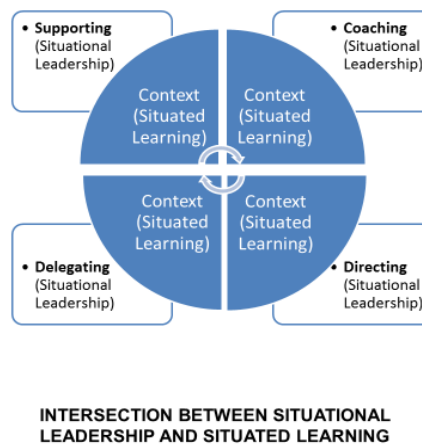 • Supporting
(Situational
Leadership)
• Coaching
(Situational
Leadership)
Context
(Situated
Learning)
Context
(Situated
Learning)
Context
(Situated
Learning)
Context
(Situated
Learning)
• Delegating
(Situational
Leadership)
• Directing
(Situational
Leadership)
INTERSECTION BETWEEN SITUATIONAL
LEADERSHIP AND SITUATED LEARNING